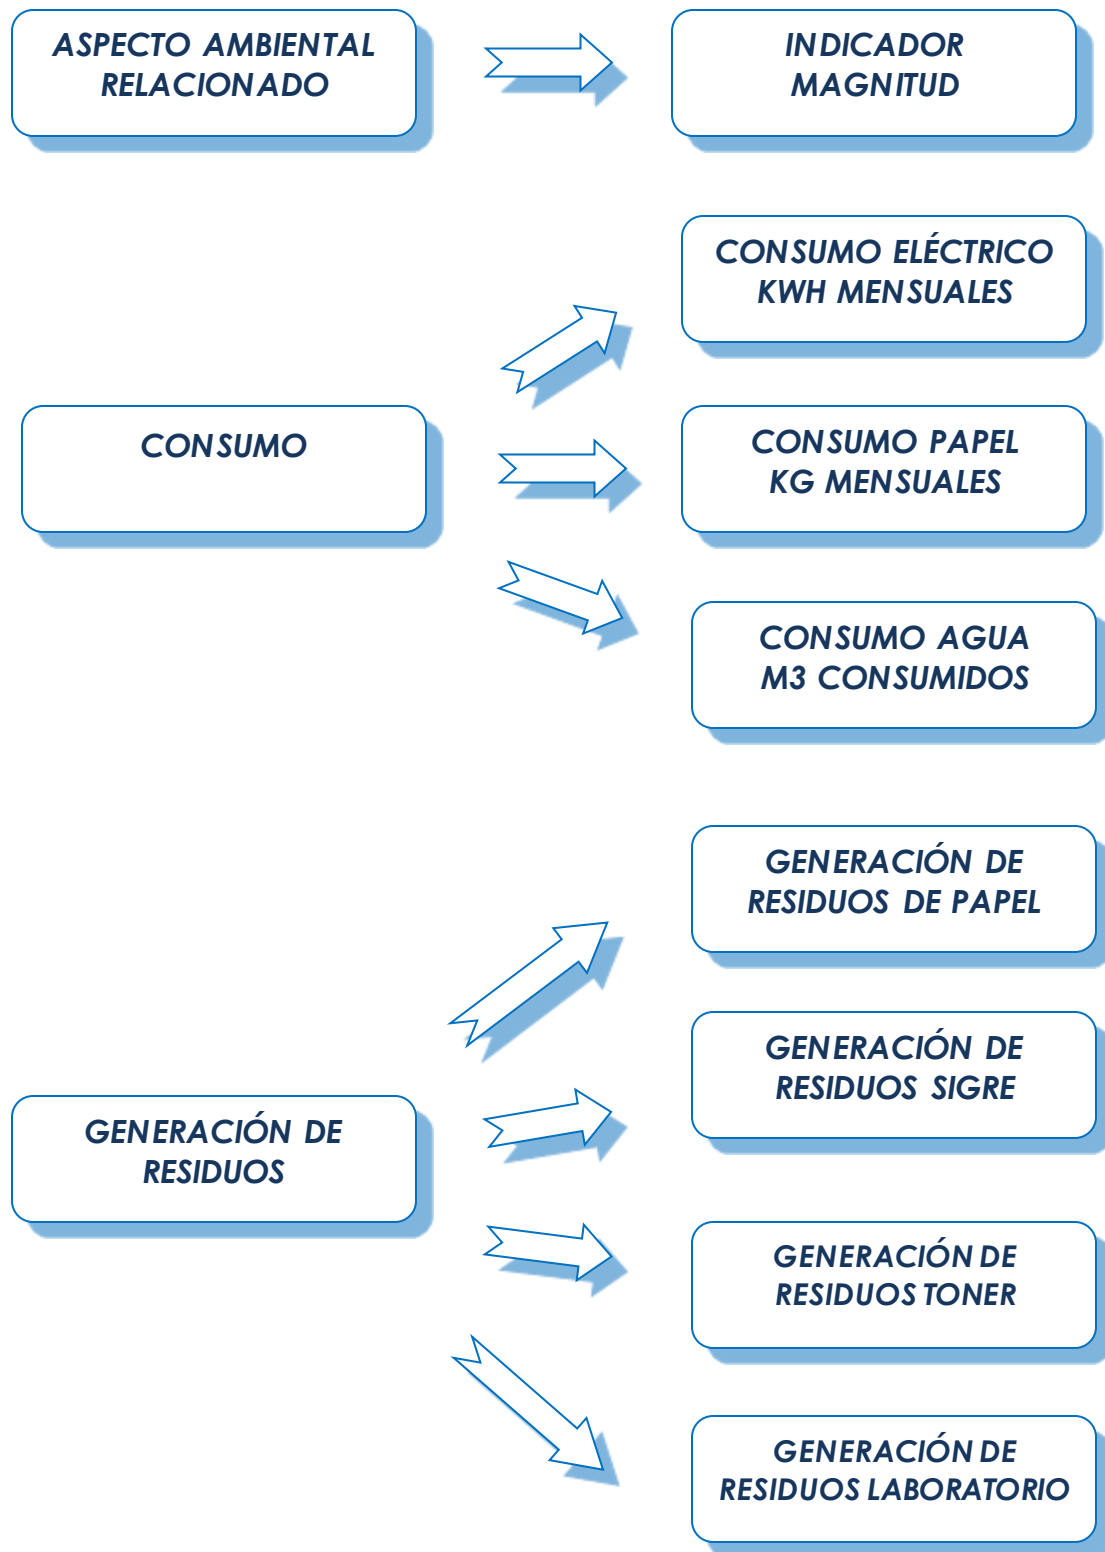 ASPECTO AMBIENTAL
RELACIONADO
INDICADOR
MAGNITUD
CONSUMO
CONSUMO ELÉCTRICO
KWH MENSUALES
CONSUMO PAPEL
KG MENSUALES
CONSUMO AGUA
M3 CONSUMIDOS
GENERACIÓN DE
RESIDUOS
GENERACIÓN DE
RESIDUOS DE PAPEL
GENERACIÓN DE
RESIDUOS SIGRE
GENERACIÓN DE
RESIDUOS TONER
GENERACIÓN DE
RESIDUOS LABORATORIO